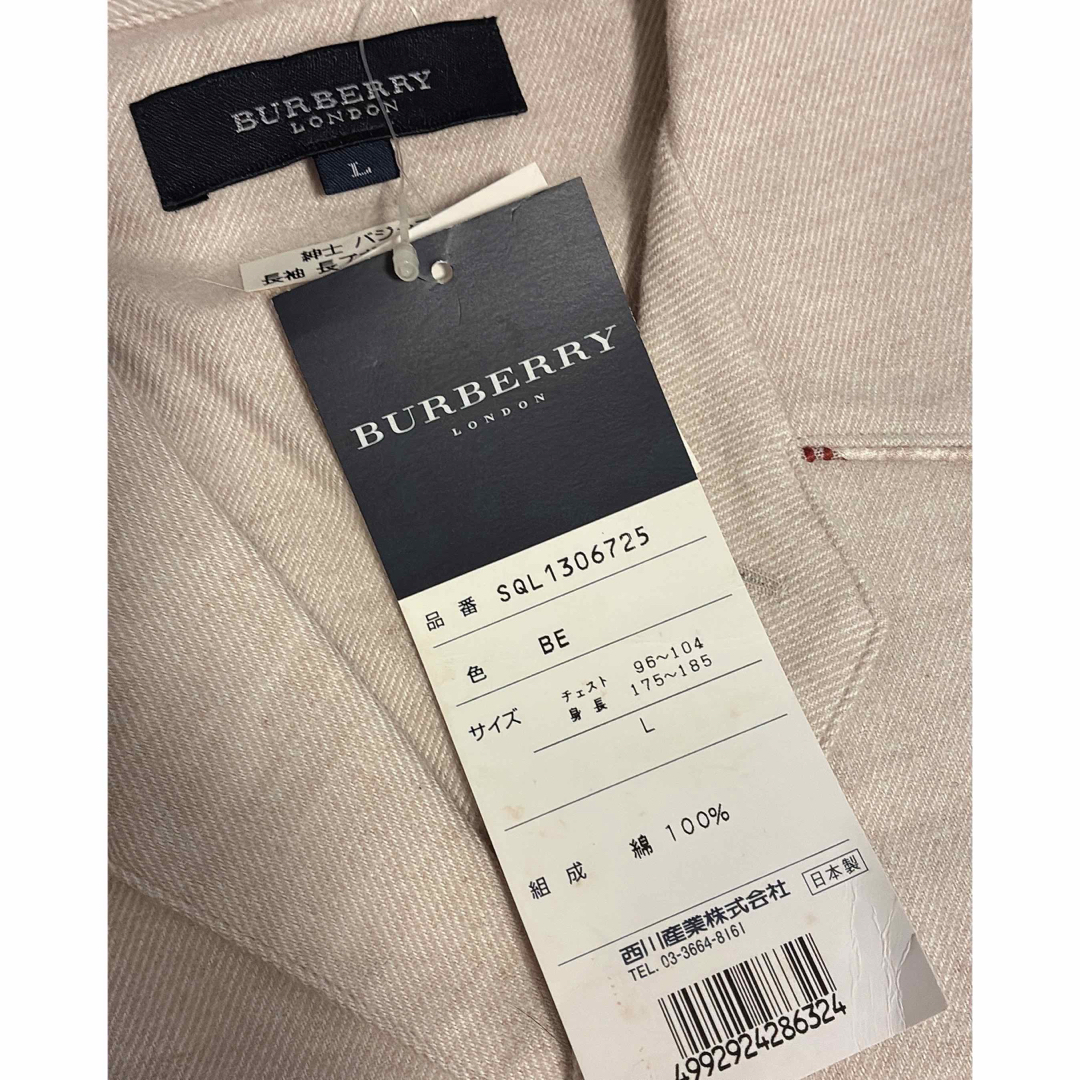 BURBERRY
LONDON
L
紳士 パジャマ
長袖 長
BURBERRY
LONDON
品番 SQL1306725
色 BE
サイズ チェスト 96~104
身長 175~185
L
組成 綿 100%
西川産業株式会社 日本製
TEL. 03-3664-8161
4992924286324